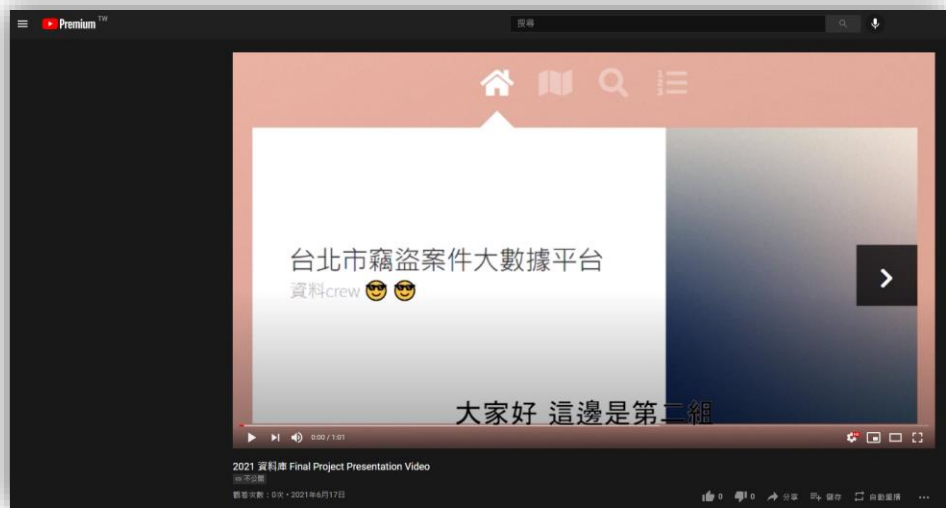 Premium TW
搜尋
台北市竊盜案件大數據平台
資料crew 😎 😎
大家好 這邊是第二組
0:00 / 1:01
2021 資料庫 Final Project Presentation Video
不公開
觀看次數：0次・2021年6月17日
0 0 分享 儲存 自動重播